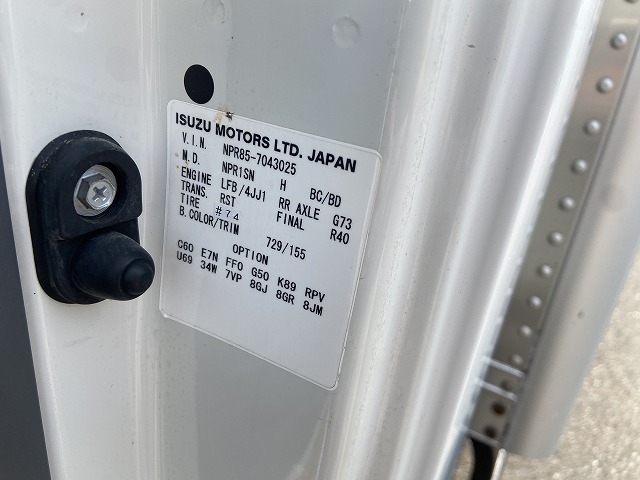 ISUZU MOTORS LTD. JAPAN
V.I.N. NPR85-7043025
M.D. NPR1SN H BC/BD
ENGINE LFB/4JJ1 RR AXLE G73
TRANS. RST FINAL R40
TIRE #74
B.COLOR/TRIM 729/155
OPTION
C60 E7N FF0 G50 K89 RPV
U69 34W 7VP 8GJ 8GR 8JM